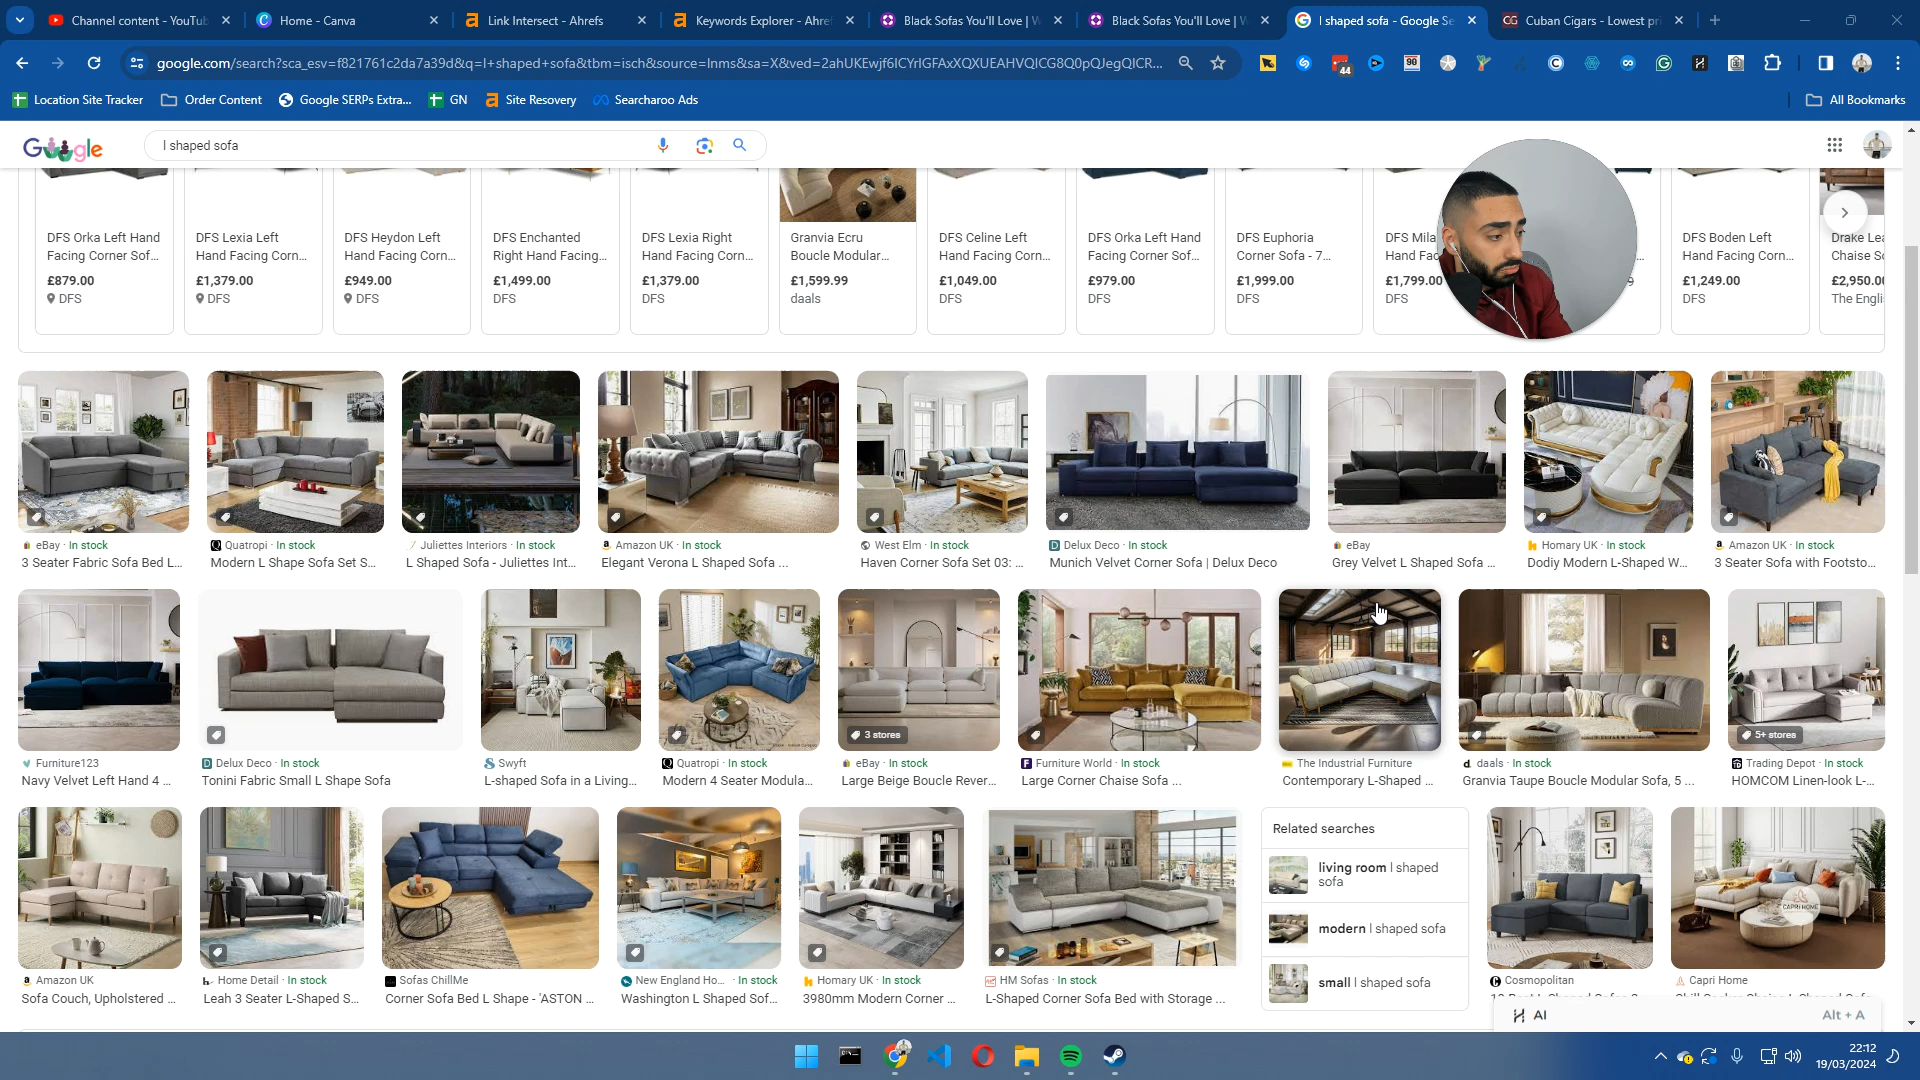 Channel content - YouTub
Home - Canva
Link Intersect - Ahrefs
Keywords Explorer - Ahre
Black Sofas You'll Love | W
Black Sofas You'll Love | W
l shaped sofa - Google Se
Cuban Cigars - Lowest pri
google.com/search?sca_esv=f821761c2da7a39d&q=l+shaped+sofa&tbm=isch&source=lnms&sa=X&ved=2ahUKEwjf6ICYrIGFAxXQXUEAHVQICG8Q0pQJegQICR...
44
90
Location Site Tracker
Order Content
Google SERPs Extra...
GN
Site Recovery
Searcharoo Ads
All Bookmarks
l shaped sofa
DFS Orka Left Hand
Facing Corner Sof...
£879.00
DFS
DFS Lexia Left
Hand Facing Corn...
£1,379.00
DFS
DFS Heydon Left
Hand Facing Corn...
£949.00
DFS
DFS Enchanted
Right Hand Facing...
£1,499.00
DFS
DFS Lexia Right
Hand Facing Corn...
£1,379.00
DFS
Granvia Ecru
Boucle Modular...
£1,599.99
daals
DFS Celine Left
Hand Facing Corn...
£1,049.00
DFS
DFS Orka Left Hand
Facing Corner Sof...
£979.00
DFS
DFS Euphoria
Corner Sofa - 7...
£1,999.00
DFS
DFS Mila
Hand Fac
£1,799.00
DFS
DFS Boden Left
Hand Facing Corn...
£1,249.00
DFS
Drake Lea
Chaise So
£2,950.00
The Engli
eBay · In stock
3 Seater Fabric Sofa Bed L...
Quatropi · In stock
Modern L Shape Sofa Set S...
Juliettes Interiors · In stock
L Shaped Sofa - Juliettes Int...
Amazon UK · In stock
Elegant Verona L Shaped Sofa ...
West Elm · In stock
Haven Corner Sofa Set 03: ...
Delux Deco · In stock
Munich Velvet Corner Sofa | Delux Deco
eBay
Grey Velvet L Shaped Sofa ...
Homary UK · In stock
Dodiy Modern L-Shaped W...
Amazon UK · In stock
3 Seater Sofa with Footsto...
Furniture123
Navy Velvet Left Hand 4 ...
Delux Deco · In stock
Tonini Fabric Small L Shape Sofa
Swyft
L-shaped Sofa in a Living...
Quatropi · In stock
Modern 4 Seater Modula...
3 stores
eBay · In stock
Large Beige Boucle Rever...
Furniture World · In stock
Large Corner Chaise Sofa ...
The Industrial Furniture
Contemporary L-Shaped ...
daals · In stock
Granvia Taupe Boucle Modular Sofa, 5 ...
5+ stores
Trading Depot · In stock
HOMCOM Linen-look L-...
Amazon UK
Sofa Couch, Upholstered ...
Home Detail · In stock
Leah 3 Seater L-Shaped S...
Sofas ChillMe
Corner Sofa Bed L Shape - 'ASTON ...
New England Ho... · In stock
Washington L Shaped Sof...
Homary UK · In stock
3980mm Modern Corner ...
HM Sofas · In stock
L-Shaped Corner Sofa Bed with Storage ...
Related searches
living room l shaped
sofa
modern l shaped sofa
small l shaped sofa
Cosmopolitan
CAPRI HOME
Capri Home
AI
Alt + A
22:12
19/03/2024